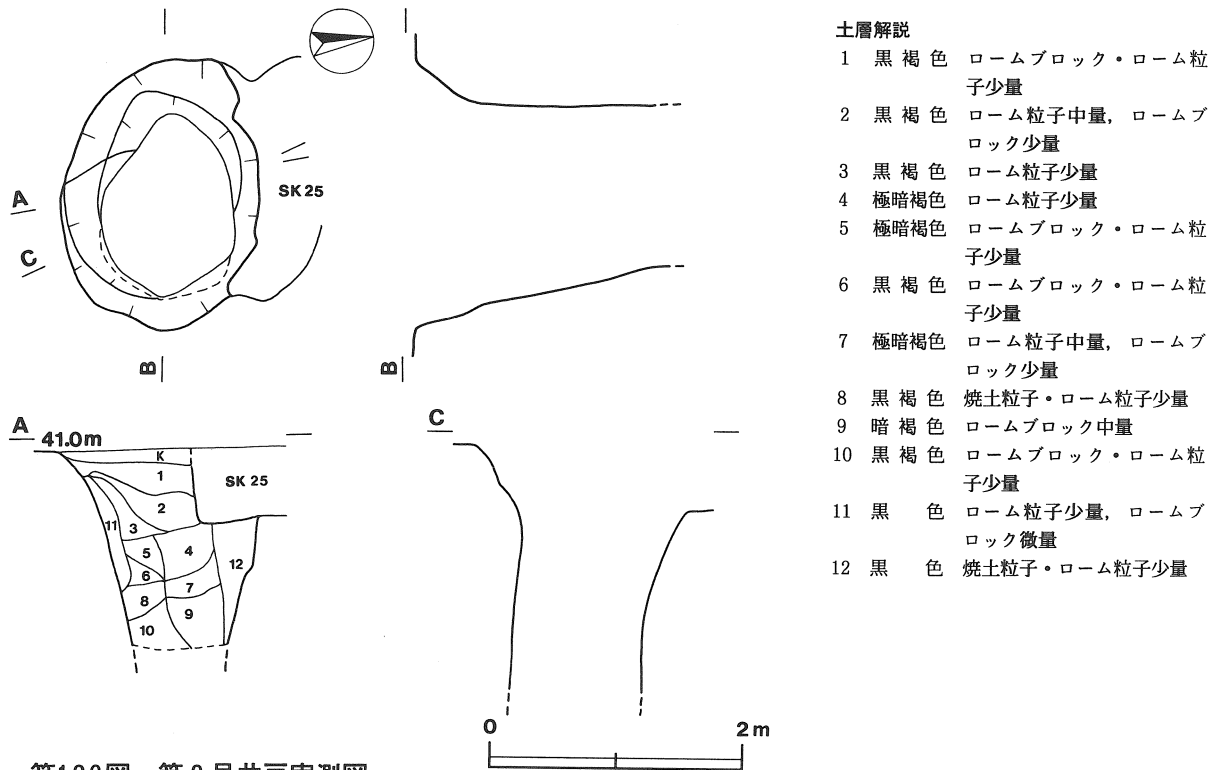 SK 25
A
C
B
B
A 41.0m
K
1
SK 25
2
3
11
4
5
6
7
8
9
10
12
C
0 2m
土層解説
1 黒褐色 ロームブロック・ローム粒
子少量
2 黒褐色 ローム粒子中量，ロームブ
ロック少量
3 黒褐色 ローム粒子少量
4 極暗褐色 ローム粒子少量
5 極暗褐色 ロームブロック・ローム粒
子少量
6 黒褐色 ロームブロック・ローム粒
子少量
7 極暗褐色 ローム粒子中量，ロームブ
ロック少量
8 黒褐色 焼土粒子・ローム粒子少量
9 暗褐色 ロームブロック中量
10 黒褐色 ロームブロック・ローム粒
子少量
11 黒色 ローム粒子少量，ロームブ
ロック微量
12 黒色 焼土粒子・ローム粒子少量